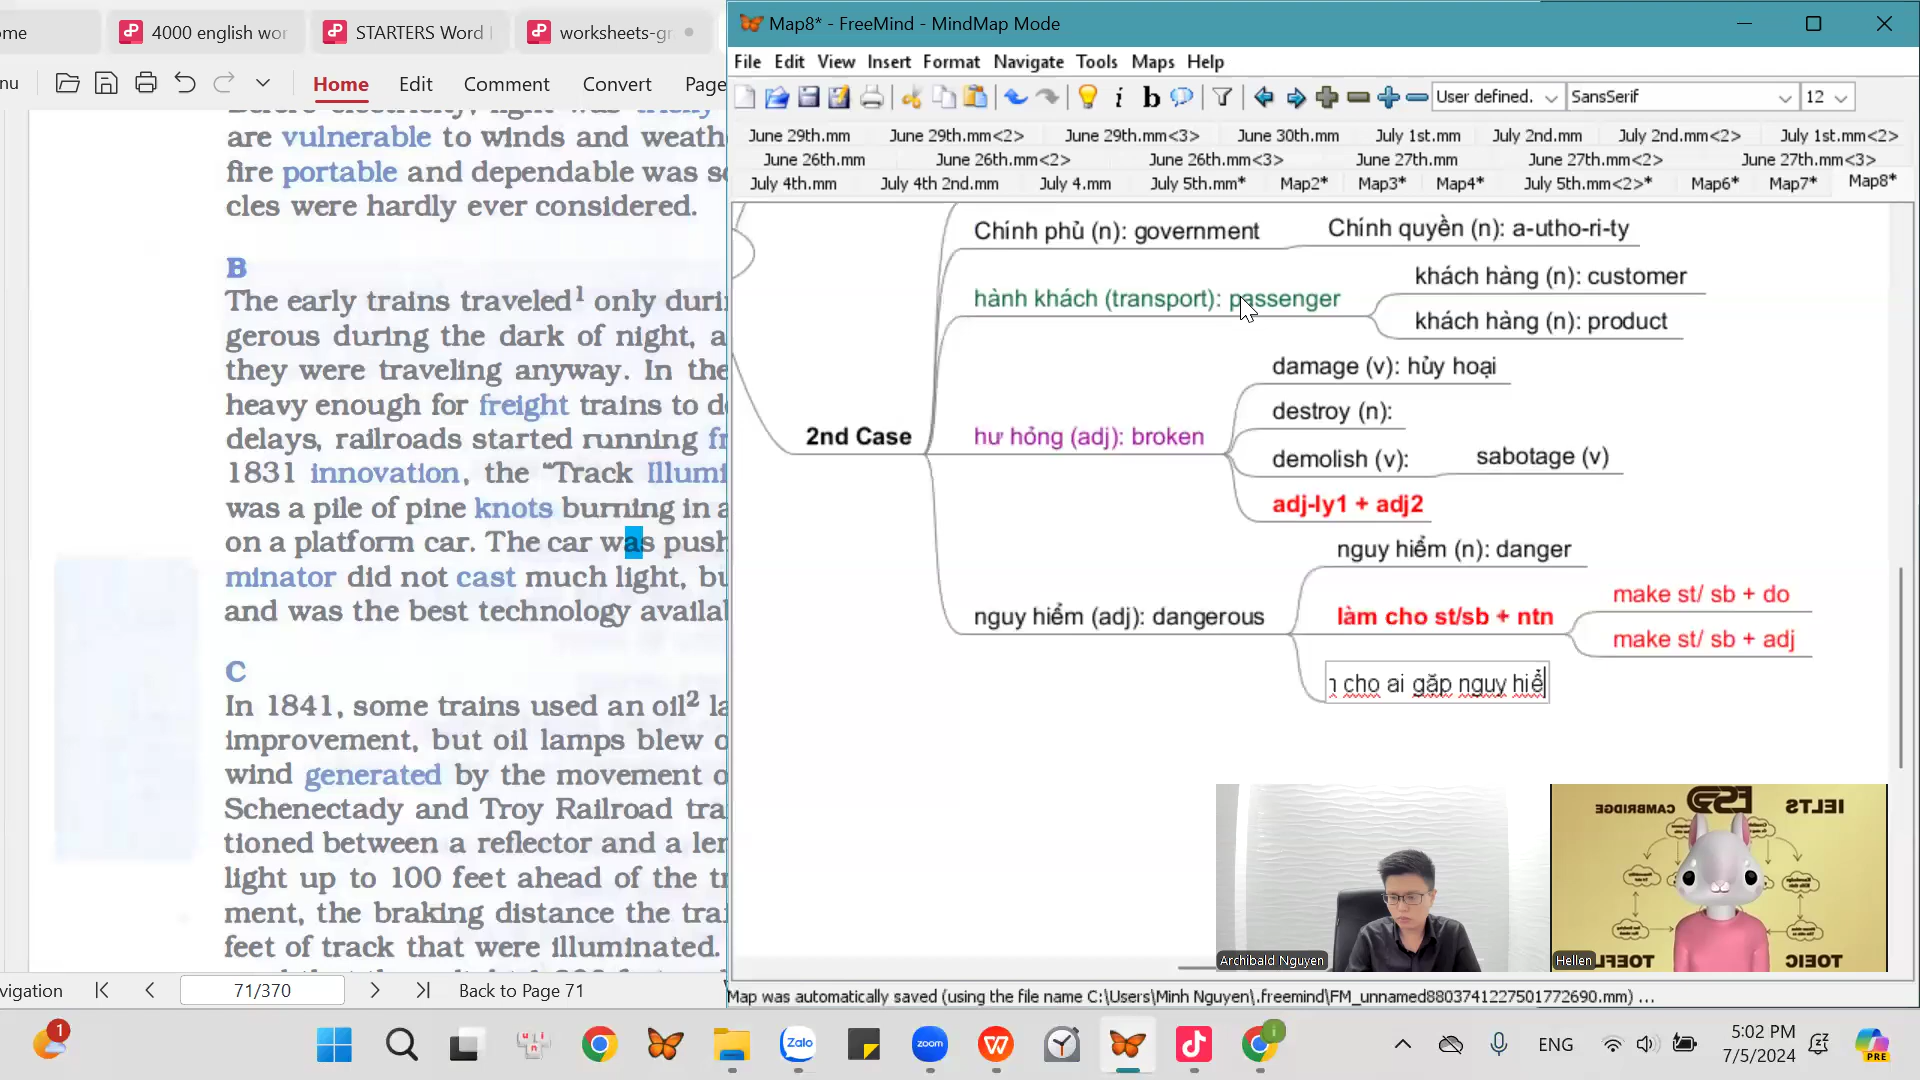 ome
4000 english wor
STARTERS Word
worksheets-gr
nu
Home
Edit
Comment
Convert
Page
are vulnerable to winds and weath
fire portable and dependable was so
cles were hardly ever considered.
B
The early trains traveled1 only duri
gerous during the dark of night, a
they were traveling anyway. In the
heavy enough for freight trains to d
delays, railroads started running fr
1831 innovation, the "Track Illumi
was a pile of pine knots burning in a
on a platform car. The car was push
minator did not cast much light, bu
and was the best technology availa
C
In 1841, some trains used an oil2 la
improvement, but oil lamps blew o
wind generated by the movement o
Schenectady and Troy Railroad tra
tioned between a reflector and a len
light up to 100 feet ahead of the tr
ment, the braking distance the trai
feet of track that were illuminated.
vigation
71/370
Back to Page 71
Map8* - FreeMind - MindMap Mode
File Edit View Insert Format Navigate Tools Maps Help
User defined.
SansSerif
12
June 29th.mm June 29th.mm<2> June 29th.mm<3> June 30th.mm July 1st.mm July 2nd.mm July 2nd.mm<2> July 1st.mm<2>
June 26th.mm June 26th.mm<2> June 26th.mm<3> June 27th.mm June 27th.mm<2> June 27th.mm<3>
July 4th.mm July 4th 2nd.mm July 4.mm July 5th.mm* Map2* Map3* Map4* July 5th.mm<2>* Map6* Map7* Map8*
Chính phủ (n): government
Chính quyền (n): a-utho-ri-ty
hành khách (transport): passenger
khách hàng (n): customer
khách hàng (n): product
2nd Case
hư hỏng (adj): broken
damage (v): hủy hoại
destroy (n):
demolish (v):
sabotage (v)
adj-ly1 + adj2
nguy hiểm (adj): dangerous
nguy hiểm (n): danger
làm cho st/sb + ntn
make st/ sb + do
make st/ sb + adj
cho ai gặp nguy hiể
Archibald Nguyen
CAMBRIDGE
IELTS
TOEFL
TOEIC
Hellen
Map was automatically saved (using the file name C:\Users\Minh Nguyen\.freemind\FM_unnamed8803741227501772690.mm) ...
1
Zalo
zoom
ENG
5:02 PM
7/5/2024
PRE